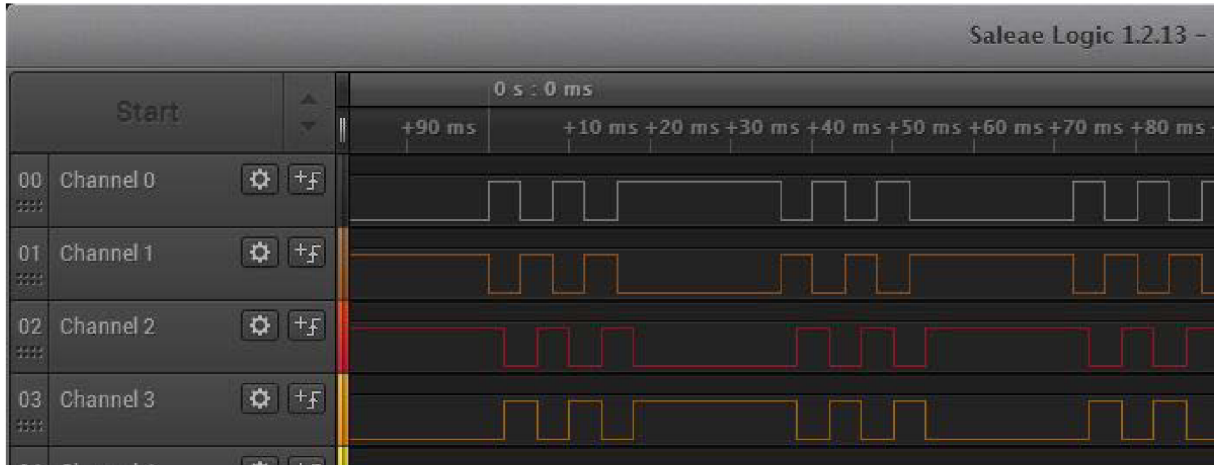 Saleae Logic 1.2.13 –
Start
0 s : 0 ms
+90 ms +10 ms +20 ms +30 ms +40 ms +50 ms +60 ms +70 ms +80 ms
00 Channel 0
01 Channel 1
02 Channel 2
03 Channel 3